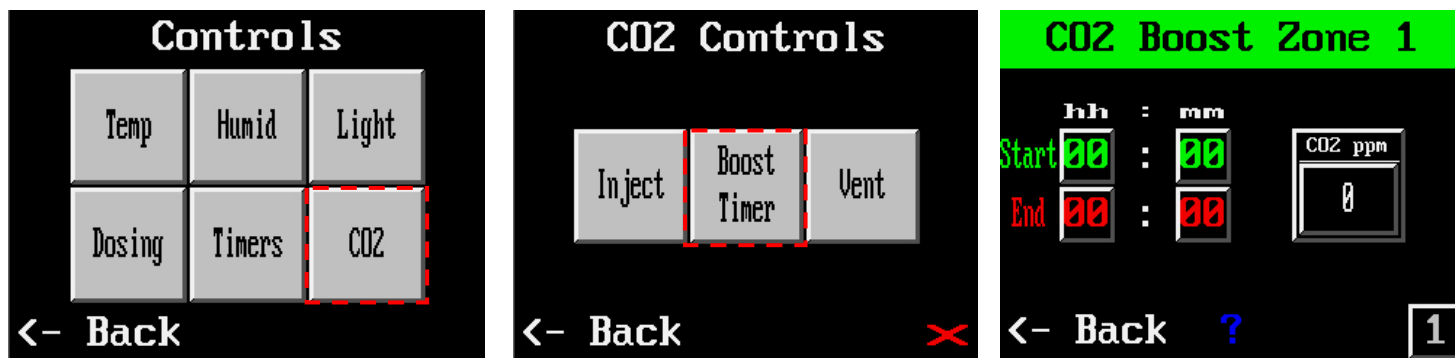 Controls
Temp Humid Light
Dosing Timers CO2
<- Back
CO2 Controls
Inject Boost Timer Vent
<- Back
CO2 Boost Zone 1
hh : mm
Start 00 : 00
CO2 ppm
End 00 : 00
0
<- Back ? 1